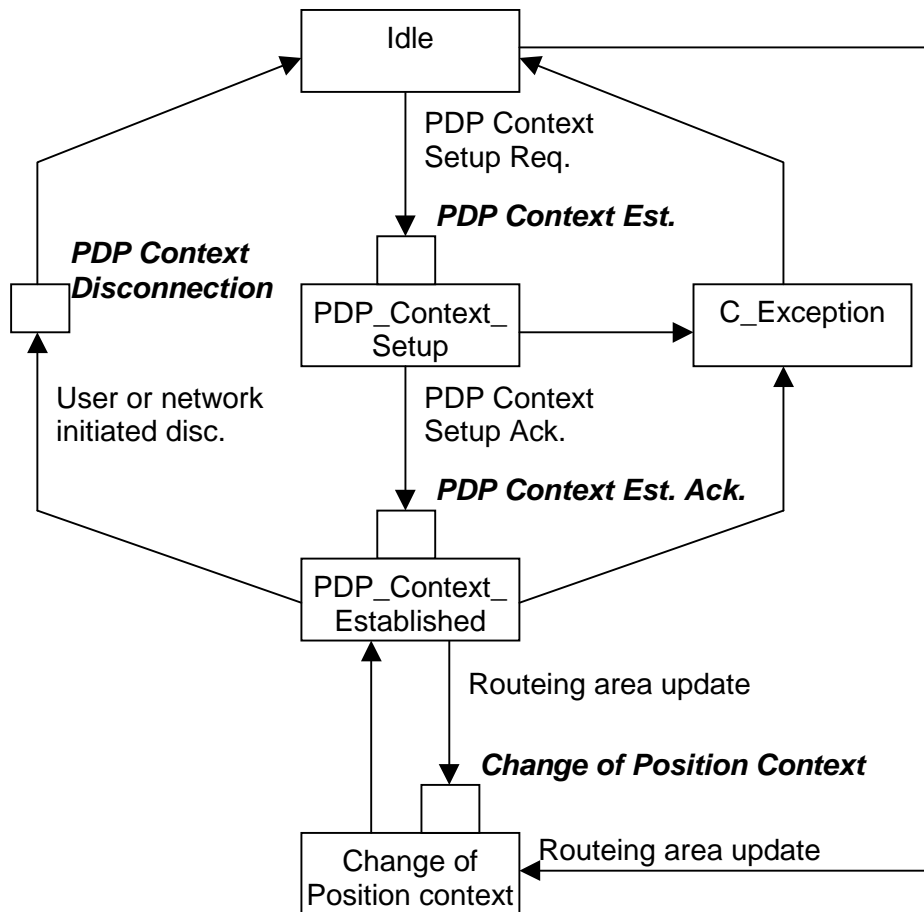 Idle
PDP Context
Setup Req.
PDP Context Est.
PDP Context
Disconnection
PDP_Context_
Setup
C_Exception
User or network
initiated disc.
PDP Context
Setup Ack.
PDP Context Est. Ack.
PDP_Context_
Established
Routeing area update
Change of Position Context
Change of
Position context
Routeing area update